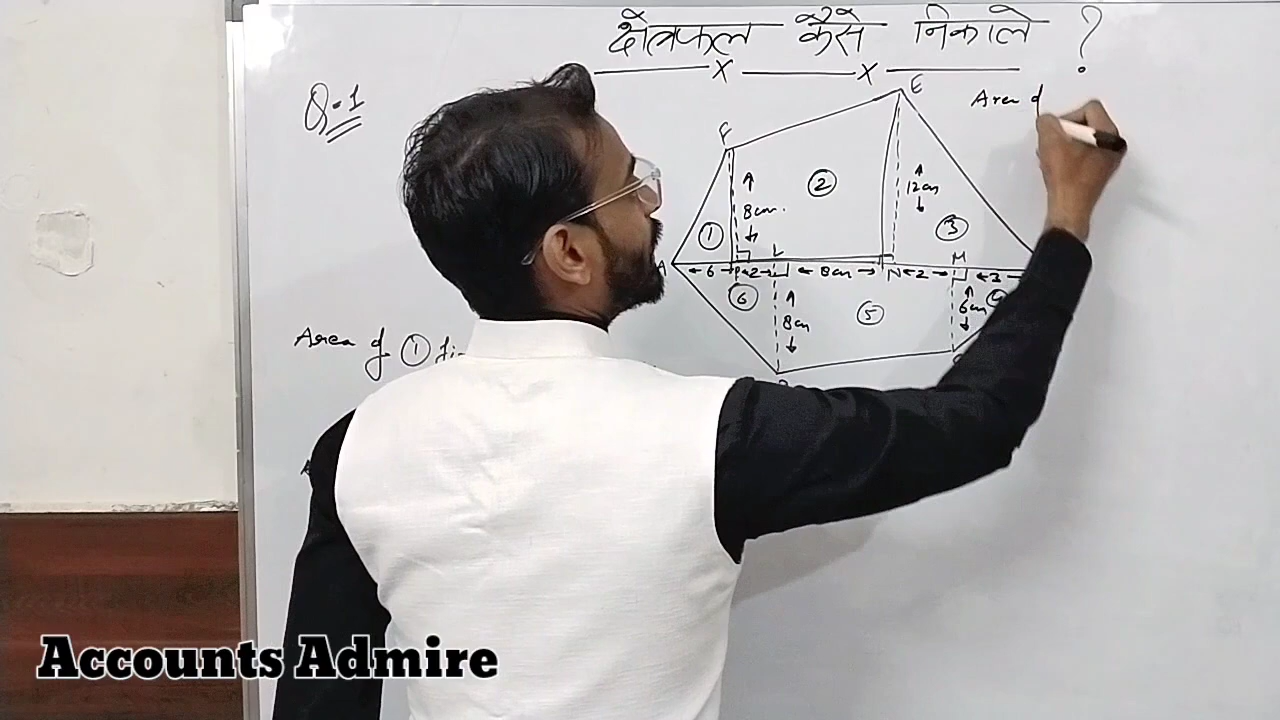 क्षेत्रफल कैसे निकाले ?
x x
Q-1
Area of
E
F
②
12cm
8cm.
①
③
A 6 P 2 L 8cm N 2 M 3
⑥
8cm
⑤
6cm
Area of ①
Accounts Admire